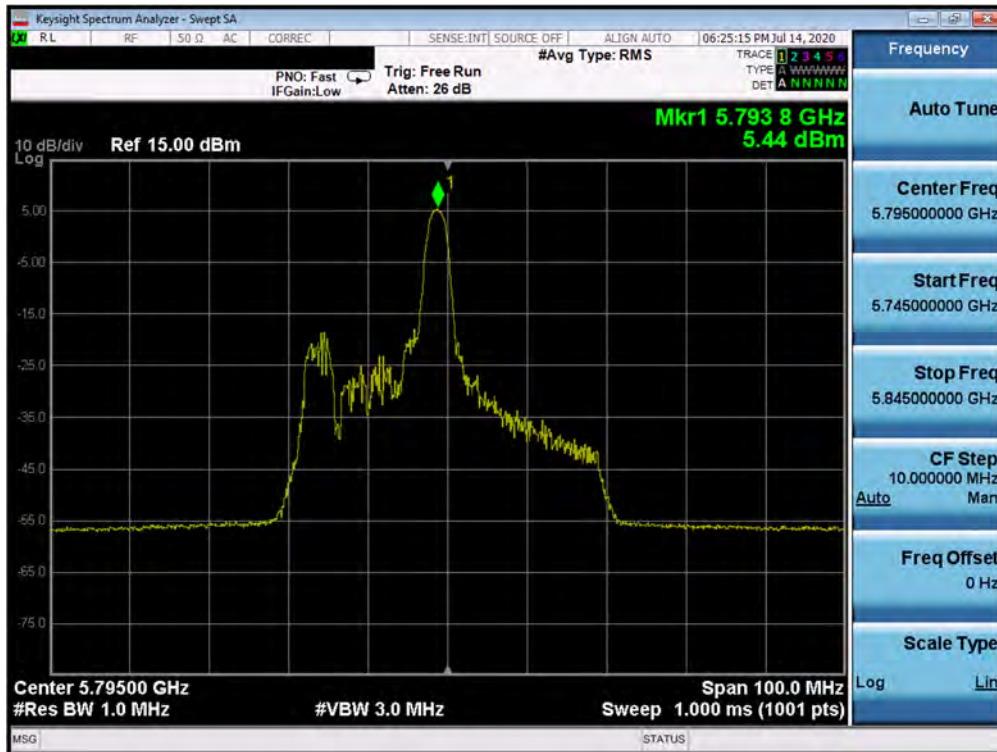 Keysight Spectrum Analyzer - Swept SA
LXI RL RF 50 Ω AC CORREC SENSE:INT SOURCE OFF ALIGN AUTO 06:25:15 PM Jul 14, 2020
#Avg Type: RMS
TRACE 1 2 3 4 5 6
PNO: Fast Trig: Free Run TYPE A WWWWW
IFGain:Low Atten: 26 dB DET A N N N N N
Mkr1 5.793 8 GHz
5.44 dBm
10 dB/div Ref 15.00 dBm
Log
1
5.00
-5.00
-15.0
-25.0
-35.0
-45.0
-55.0
-65.0
-75.0
Center 5.79500 GHz Span 100.0 MHz
#Res BW 1.0 MHz #VBW 3.0 MHz Sweep 1.000 ms (1001 pts)
MSG STATUS
Frequency
Auto Tune
Center Freq
5.795000000 GHz
Start Freq
5.745000000 GHz
Stop Freq
5.845000000 GHz
CF Step
10.000000 MHz
Auto Man
Freq Offset
0 Hz
Scale Type
Log Lin